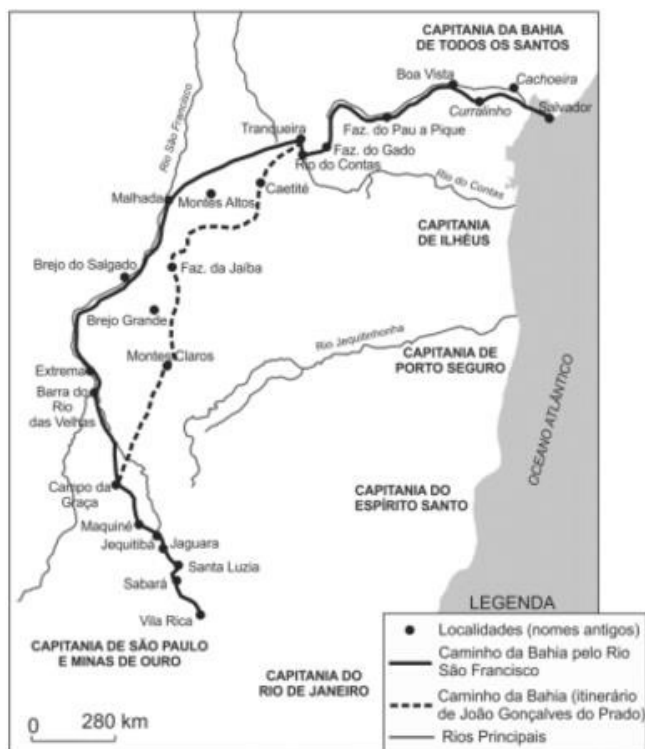 CAPITANIA DA BAHIA
DE TODOS OS SANTOS
Boa Vista
Cachoeira
Curralinho
Salvador
Rio São Francisco
Tranqueira
Faz. do Pau a Pique
Faz. do Gado
Rio do Contas
Caetité
Rio do Contas
Malhada
Montes Altos
CAPITANIA
DE ILHÉUS
Brejo do Salgado
Faz. da Jaíba
Brejo Grande
Rio Jequitinhonha
Montes Claros
CAPITANIA DE
PORTO SEGURO
Extrema
Barra do
Rio
das Velhas
OCEANO ATLÂNTICO
Campo da
Graça
CAPITANIA DO
ESPÍRITO SANTO
Maquiné
Jequitibá
Jaguara
Santa Luzia
Sabará
Vila Rica
CAPITANIA DE SÃO PAULO
E MINAS DE OURO
CAPITANIA DO
RIO DE JANEIRO
0 280 km
LEGENDA
Localidades (nomes antigos)
Caminho da Bahia pelo Rio
São Francisco
Caminho da Bahia (itinerário
de João Gonçalves do Prado)
Rios Principais